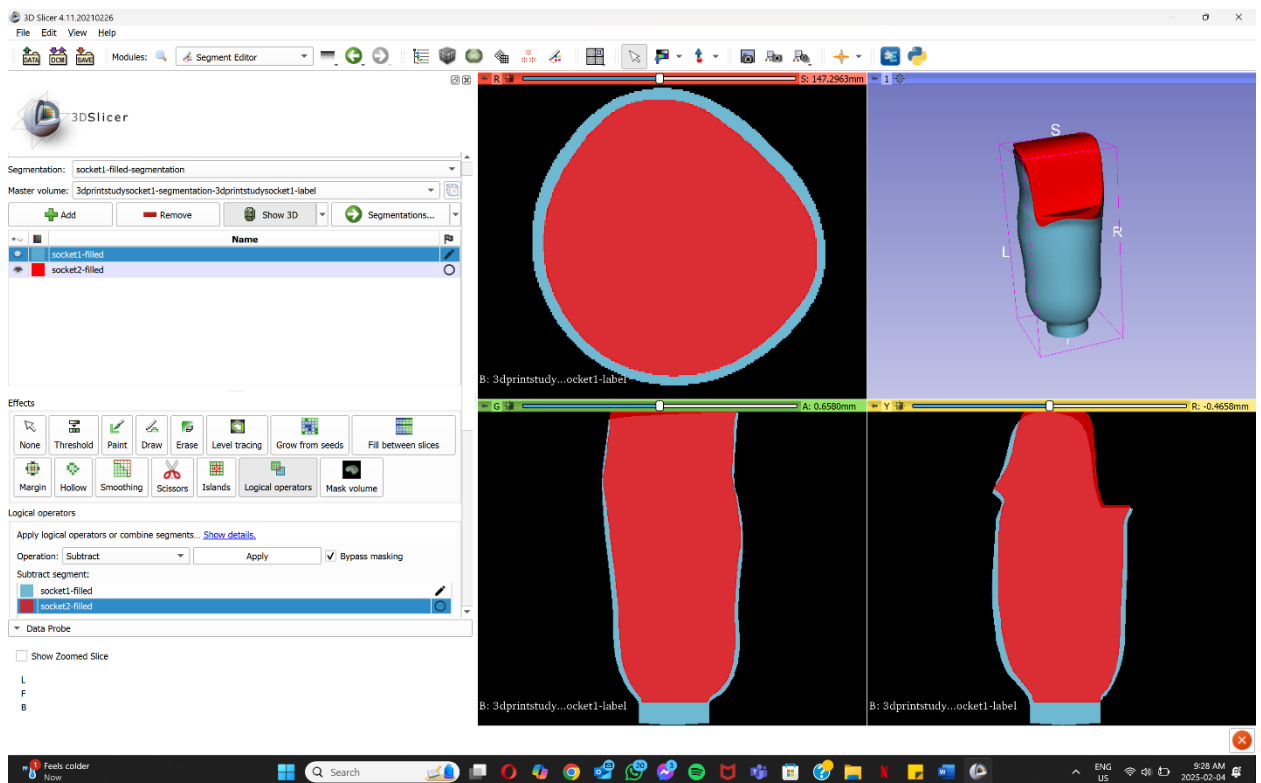 3D Slicer 4.11.20210226
File Edit View Help
DATA DCM SAVE Modules: Segment Editor
R S: 147.2963mm 1
3DSlicer
Segmentation: socket1-filled-segmentation
Master volume: 3dprintstudysocket1-segmentation-3dprintstudysocket1-label
Add Remove Show 3D Segmentations...
Name
socket1-filled
socket2-filled
S
R
L
I
B: 3dprintstudy...ocket1-label
Effects
None Threshold Paint Draw Erase Level tracing Grow from seeds Fill between slices
Margin Hollow Smoothing Scissors Islands Logical operators Mask volume
Logical operators
Apply logical operators or combine segments... Show details.
Operation: Subtract Apply Bypass masking
Subtract segment:
socket1-filled
socket2-filled
Data Probe
Show Zoomed Slice
L
F
B
G A: 0.6580mm Y R: -0.4658mm
B: 3dprintstudy...ocket1-label B: 3dprintstudy...ocket1-label
1 Feels colder
Now
Search
20
3
ENG
US
9:28 AM
2025-02-04